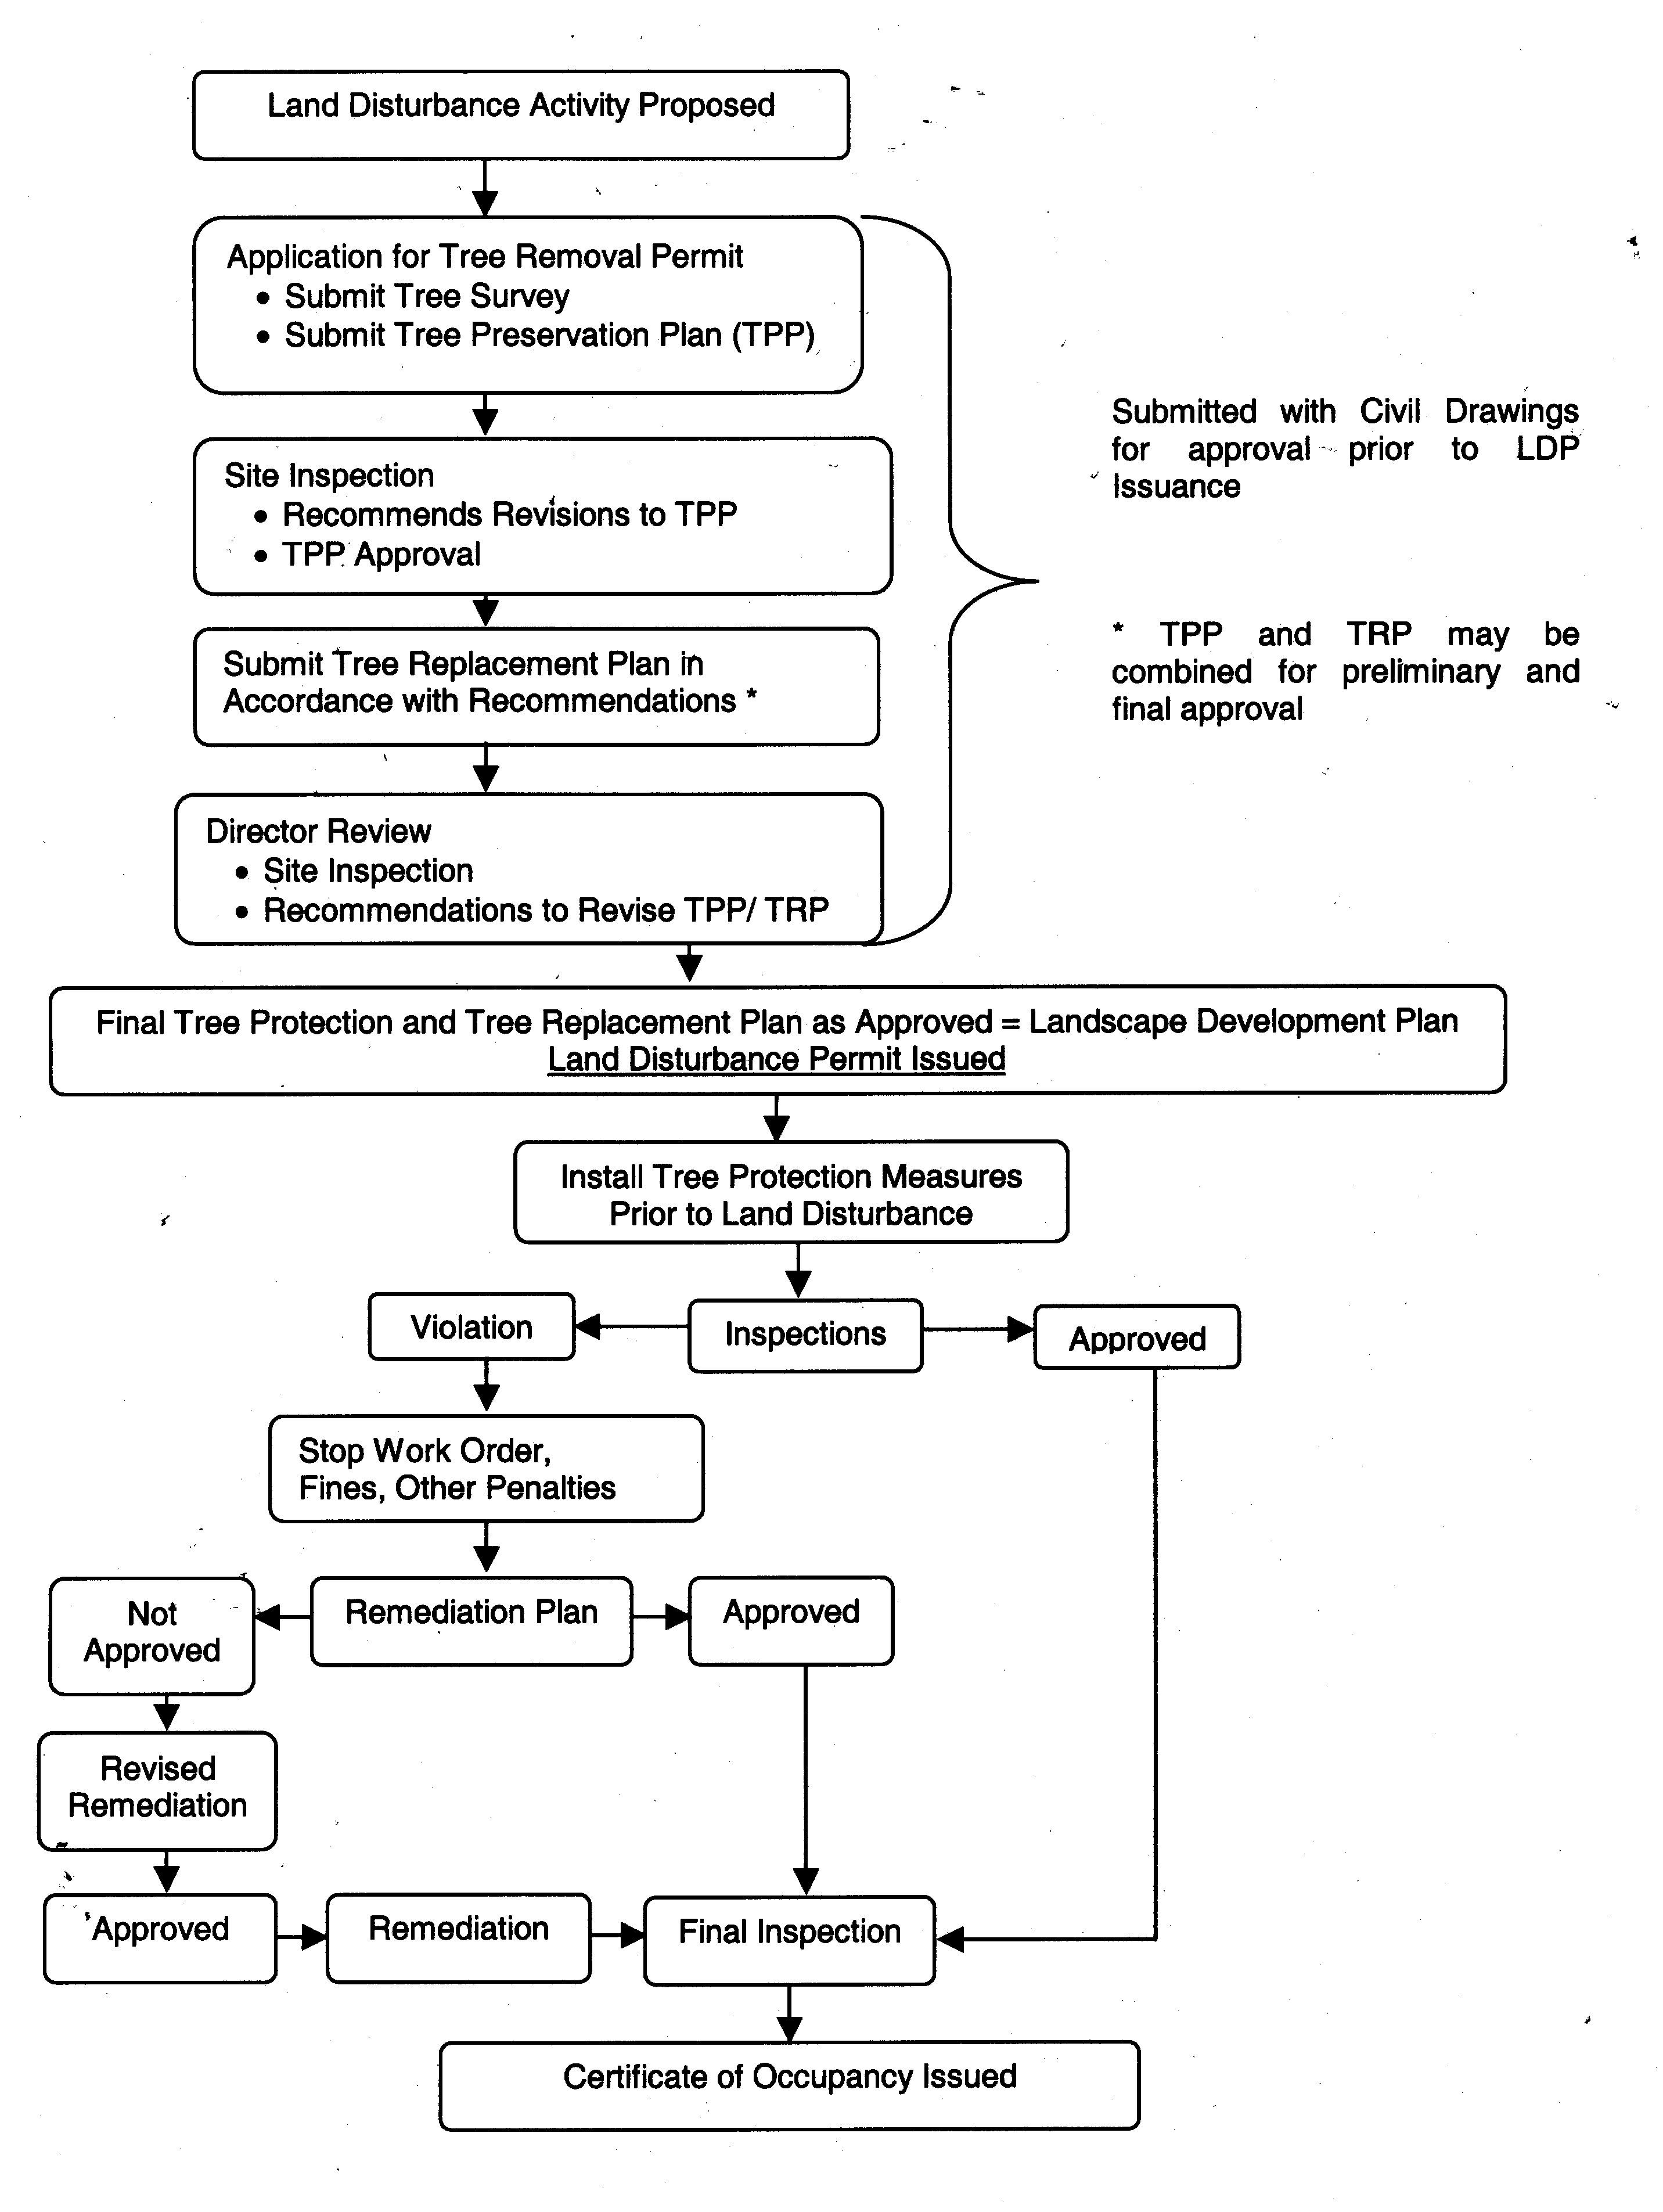 Land Disturbance Activity Proposed
Application for Tree Removal Permit
• Submit Tree Survey
• Submit Tree Preservation Plan (TPP)
Site Inspection
• Recommends Revisions to TPP
• TPP Approval
Submit Tree Replacement Plan in
Accordance with Recommendations *
Director Review
• Site Inspection
• Recommendations to Revise TPP/ TRP
Submitted with Civil Drawings
for approval prior to LDP
Issuance
* TPP and TRP may be
combined for preliminary and
final approval
Final Tree Protection and Tree Replacement Plan as Approved = Landscape Development Plan
Land Disturbance Permit Issued
Install Tree Protection Measures
Prior to Land Disturbance
Violation
Inspections
Approved
Stop Work Order,
Fines, Other Penalties
Not
Approved
Remediation Plan
Approved
Revised
Remediation
Approved
Remediation
Final Inspection
Certificate of Occupancy Issued